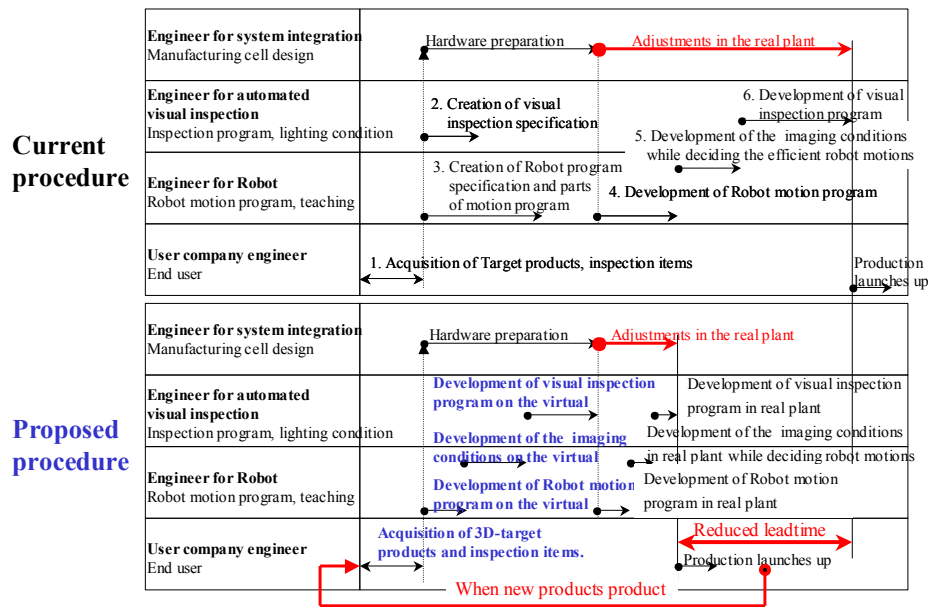 Current
procedure
Engineer for system integration
Manufacturing cell design
Hardware preparation
Adjustments in the real plant
Engineer for automated
visual inspection
Inspection program, lighting condition
2. Creation of visual
inspection specification
6. Development of visual
inspection program
5. Development of the imaging conditions
while deciding the efficient robot motions
Engineer for Robot
Robot motion program, teaching
3. Creation of Robot program
specification and parts
of motion program
4. Development of Robot motion program
User company engineer
End user
1. Acquisition of Target products, inspection items
Production
launches up
Proposed
procedure
Engineer for system integration
Manufacturing cell design
Hardware preparation
Adjustments in the real plant
Engineer for automated
visual inspection
Inspection program, lighting condition
Development of visual inspection
program on the virtual
Development of visual inspection
program in real plant
Development of the imaging
conditions on the virtual
Development of the imaging conditions
in real plant while deciding robot motions
Engineer for Robot
Robot motion program, teaching
Development of Robot motion
program on the virtual
Development of Robot motion
program in real plant
User company engineer
End user
Acquisition of 3D-target
products and inspection items.
Reduced leadtime
Production launches up
When new products product